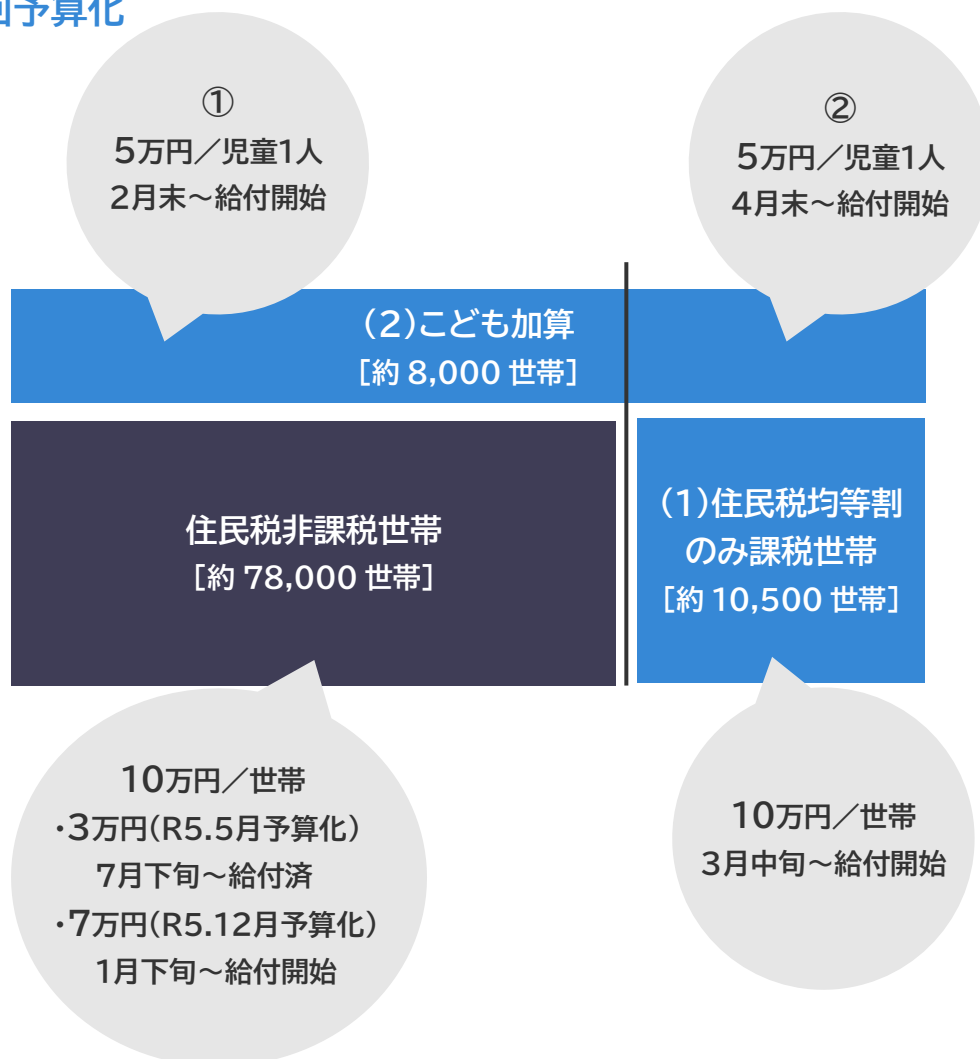 回予算化
①
5万円／児童1人
2月末～給付開始
②
5万円／児童1人
4月末～給付開始
（2）こども加算
［約 8,000 世帯］
住民税非課税世帯
［約 78,000 世帯］
（1）住民税均等割
のみ課税世帯
［約 10,500 世帯］
10万円／世帯
・3万円（R5.5月予算化）
7月下旬～給付済
・7万円（R5.12月予算化）
1月下旬～給付開始
10万円／世帯
3月中旬～給付開始